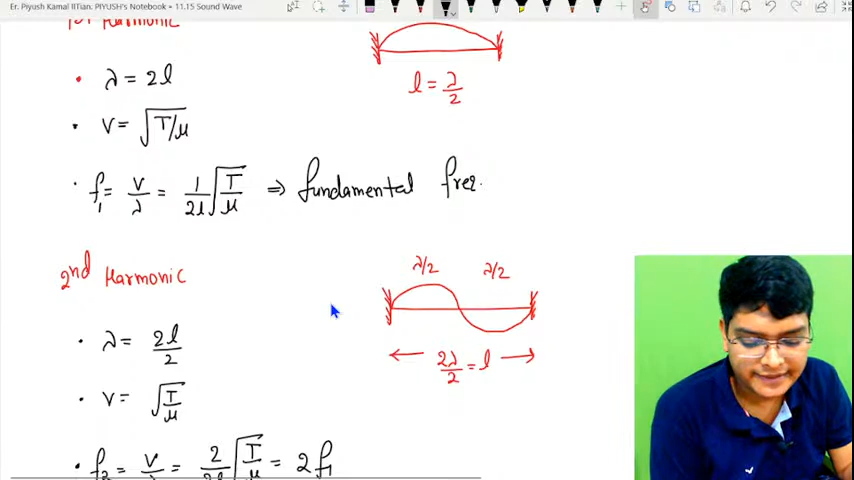 Er. Piyush Kamal IITian: PIYUSH's Notebook » 11.15 Sound Wave
Harmonic
• λ = 2l
l = λ/2
• V = √T/μ
• f₁ = V/λ = 1/2l √T/μ ⇒ fundamental freq.
2nd Harmonic
λ/2 λ/2
• λ = 2l/2
2λ/2 = l
• V = √T/μ
• f₂ = V/λ = 2/2l √T/μ = 2f₁